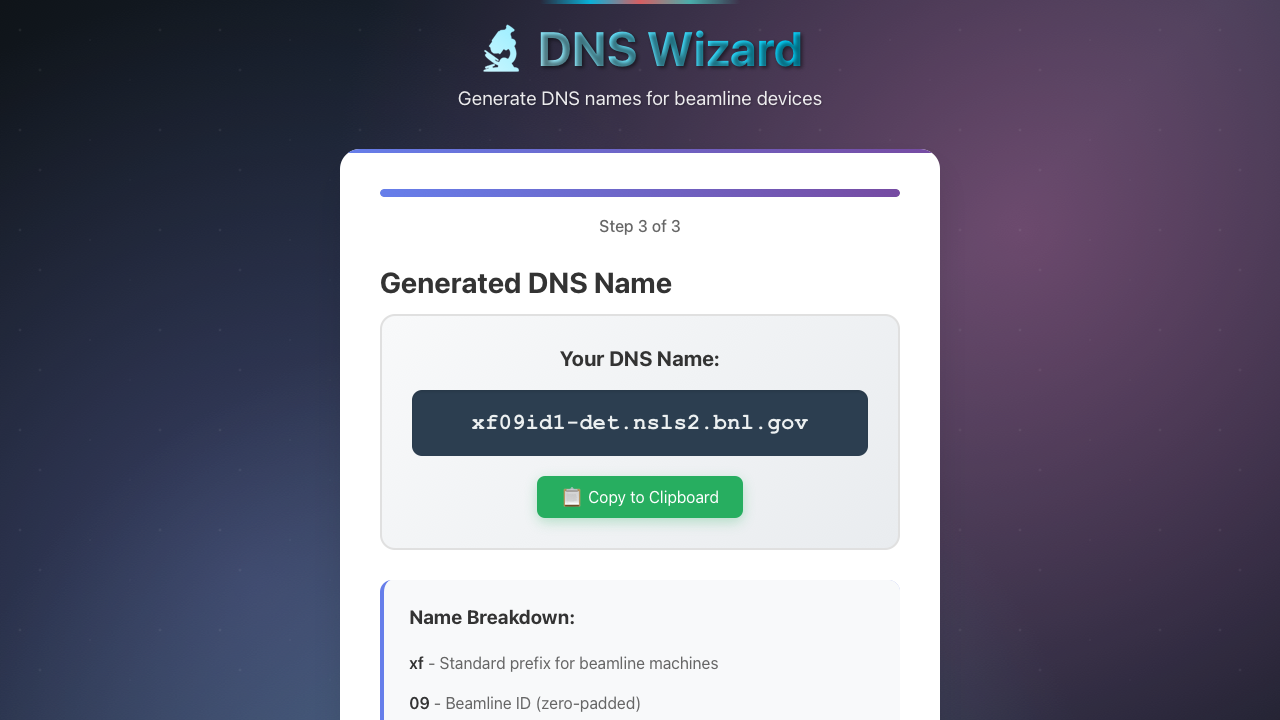 DNS Wizard
Generate DNS names for beamline devices
Step 3 of 3
Generated DNS Name
Your DNS Name:
xf09id1-det.nsls2.bnl.gov
Copy to Clipboard
Name Breakdown:
xf - Standard prefix for beamline machines
09 - Beamline ID (zero-padded)